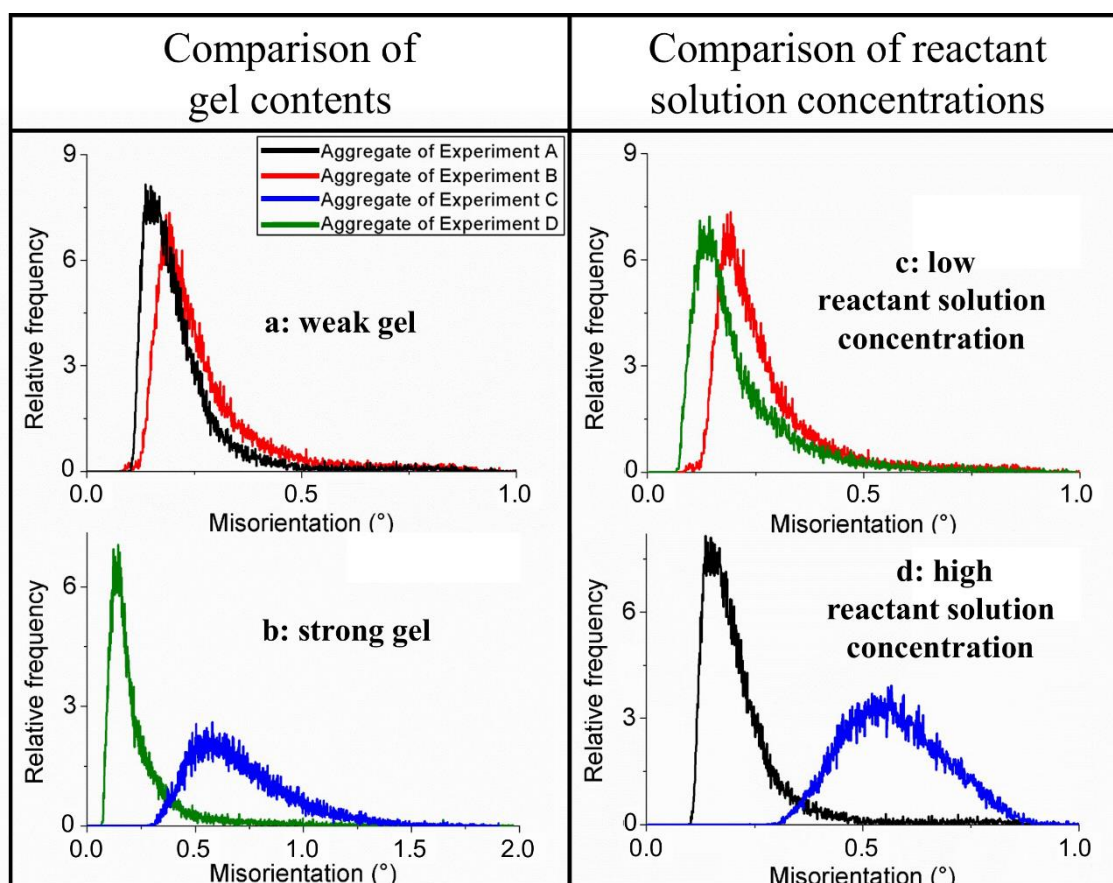 Comparison of
gel contents
Comparison of reactant
solution concentrations
9
6
3
0
Relative frequency
Aggregate of Experiment A
Aggregate of Experiment B
Aggregate of Experiment C
Aggregate of Experiment D
a: weak gel
0.0
0.5
1.0
Misorientation (°)
9
6
3
0
Relative frequency
c: low
reactant solution
concentration
0.0
0.5
1.0
Misorientation (°)
6
3
0
Relative frequency
b: strong gel
0.0
0.5
1.0
1.5
2.0
Misorientation (°)
6
3
0
Relative frequency
d: high
reactant solution
concentration
0.0
0.5
1.0
Misorientation (°)